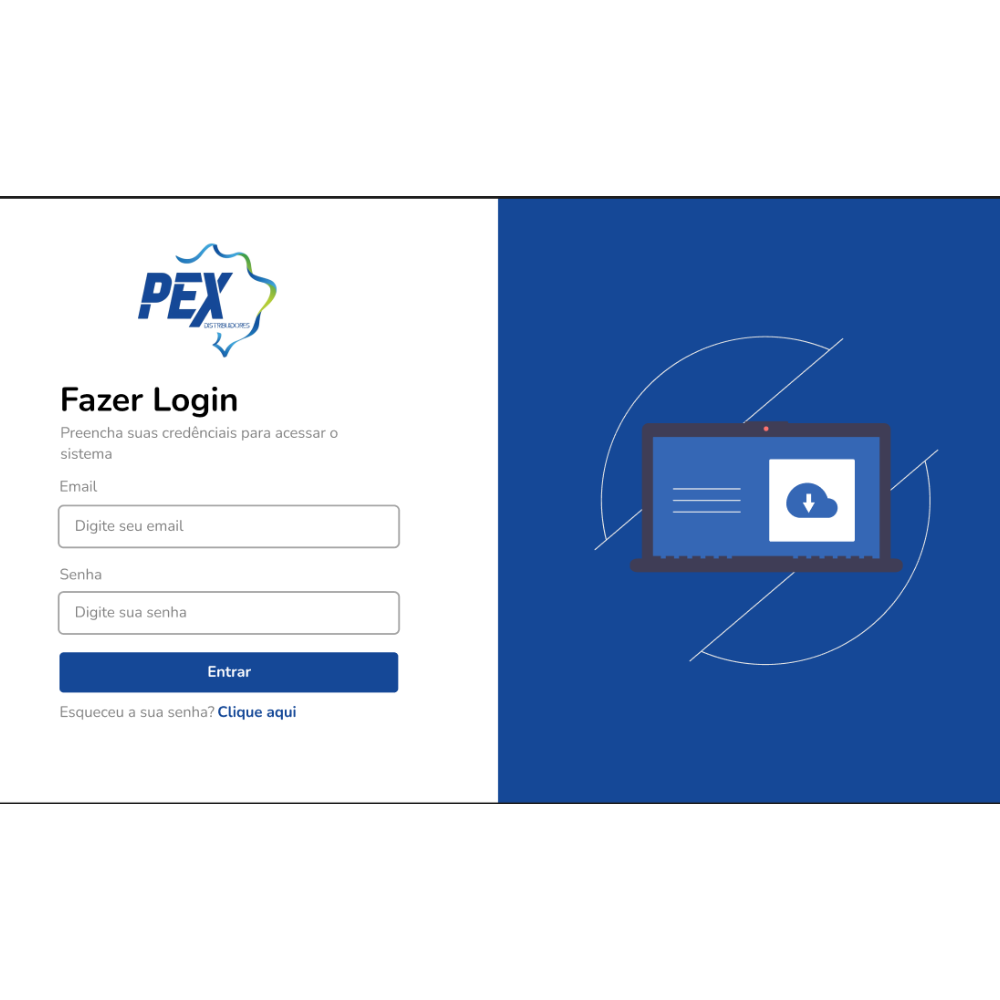 PEX
DISTRIBUIDORES
Fazer Login
Preencha suas credênciais para acessar o
sistema
Email
Digite seu email
Senha
Digite sua senha
Entrar
Esqueceu a sua senha? Clique aqui